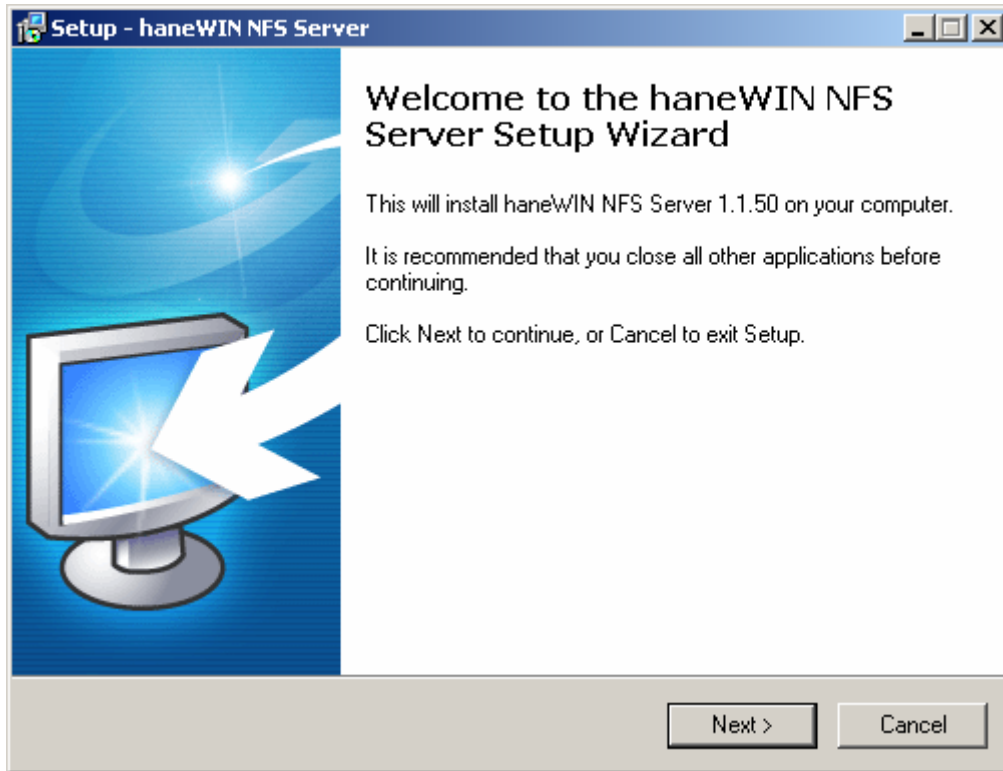 Setup - haneWIN NFS Server
Welcome to the haneWIN NFS
Server Setup Wizard
This will install haneWIN NFS Server 1.1.50 on your computer.
It is recommended that you close all other applications before
continuing.
Click Next to continue, or Cancel to exit Setup.
Next >
Cancel